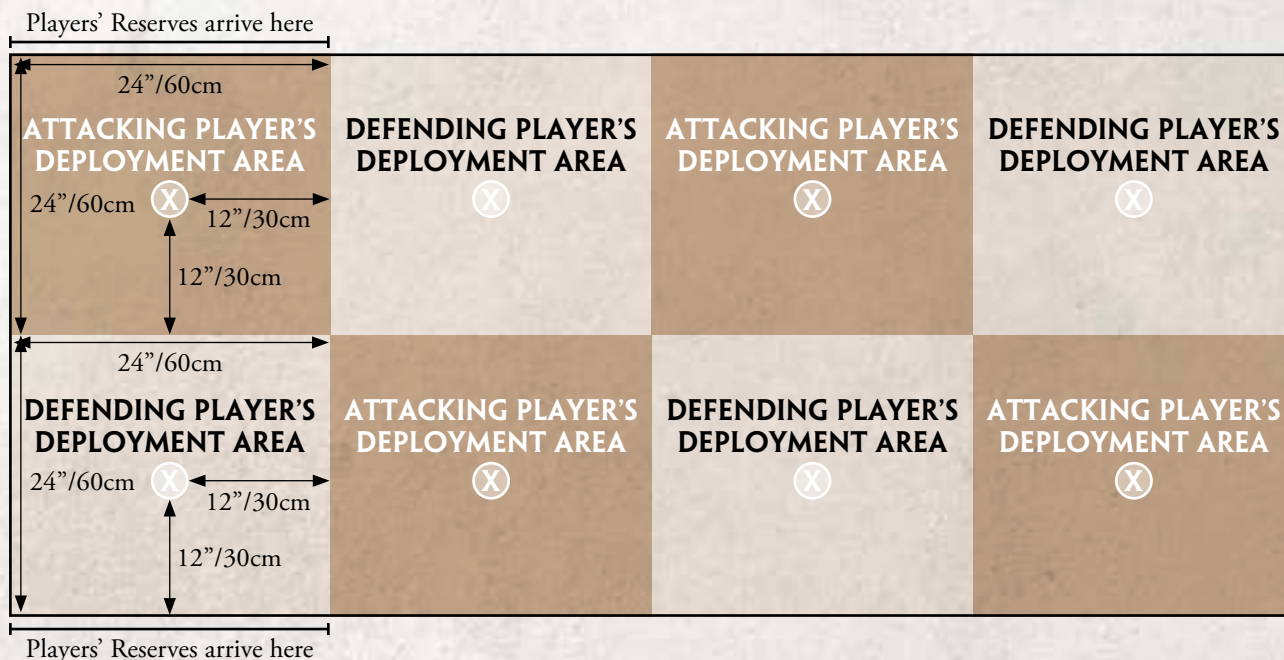 Players’ Reserves arrive here
24”/60cm
ATTACKING PLAYER’S
DEPLOYMENT AREA
24”/60cm
X
12”/30cm
12”/30cm
DEFENDING PLAYER’S
DEPLOYMENT AREA
X
ATTACKING PLAYER’S
DEPLOYMENT AREA
X
DEFENDING PLAYER’S
DEPLOYMENT AREA
X
24”/60cm
DEFENDING PLAYER’S
DEPLOYMENT AREA
24”/60cm
X
12”/30cm
12”/30cm
ATTACKING PLAYER’S
DEPLOYMENT AREA
X
DEFENDING PLAYER’S
DEPLOYMENT AREA
X
ATTACKING PLAYER’S
DEPLOYMENT AREA
X
Players’ Reserves arrive here